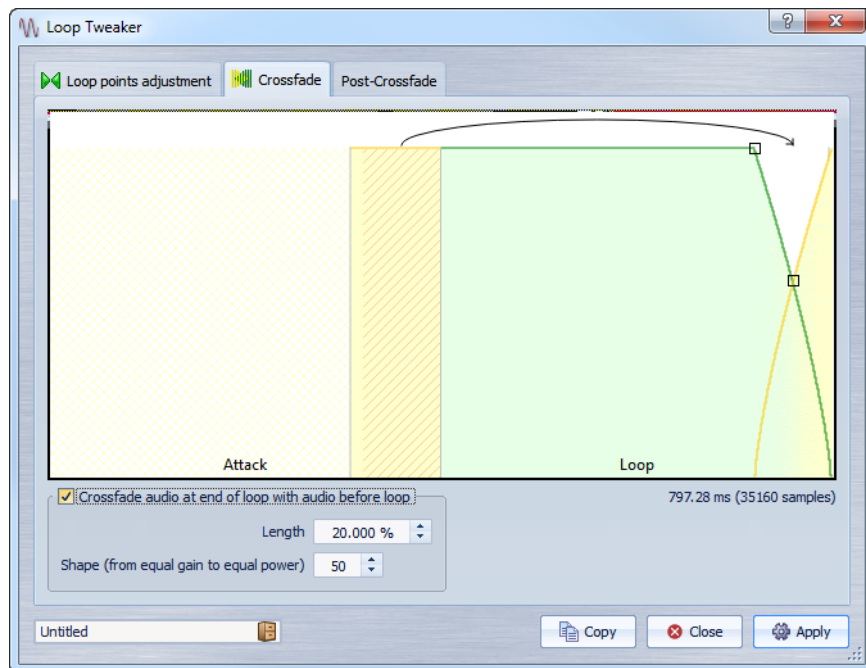 Loop Tweaker
?
Loop points adjustment
Crossfade
Post-Crossfade
Attack
Loop
Crossfade audio at end of loop with audio before loop
797.28 ms (35160 samples)
Length
20.000 %
Shape (from equal gain to equal power)
50
Untitled
Copy
Close
Apply